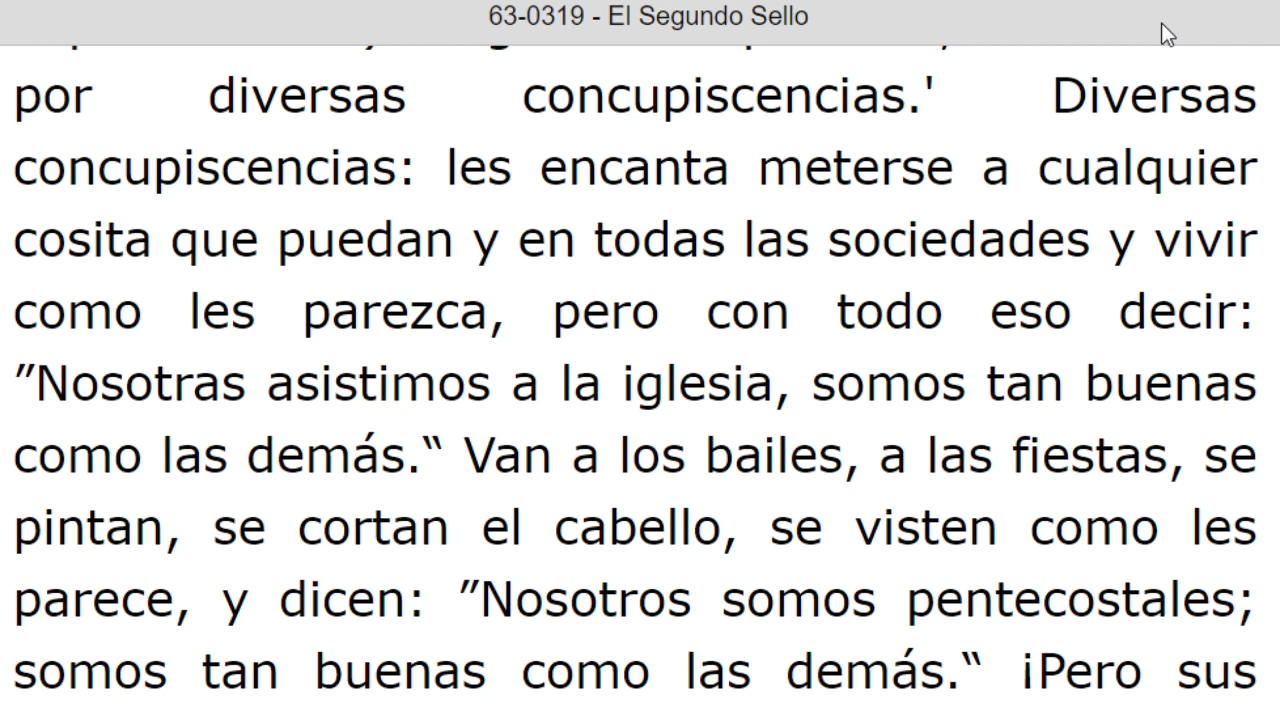 63-0319 - El Segundo Sello
por diversas concupiscencias.' Diversas
concupiscencias: les encanta meterse a cualquier
cosita que puedan y en todas las sociedades y vivir
como les parezca, pero con todo eso decir:
”Nosotras asistimos a la iglesia, somos tan buenas
como las demás.“ Van a los bailes, a las fiestas, se
pintan, se cortan el cabello, se visten como les
parece, y dicen: ”Nosotros somos pentecostales;
somos tan buenas como las demás.“ ¡Pero sus